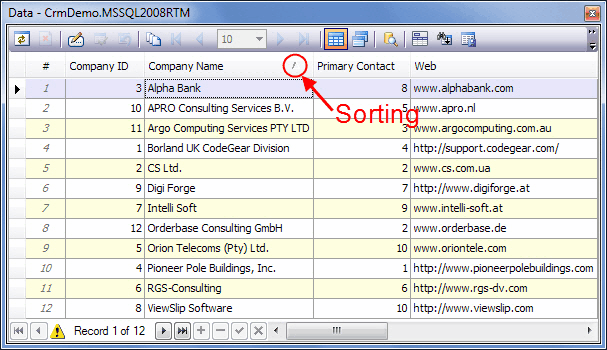 Data - CrmDemo.MSSQL2008RTM
10
# Company ID Company Name / Primary Contact Web
1 3 Alpha Bank 8 www.alphabank.com
Sorting
2 10 APRO Consulting Services B.V. 5 www.apro.nl
3 11 Argo Computing Services PTY LTD 3 www.argocomputing.com.au
4 1 Borland UK CodeGear Division 4 http://support.codegear.com/
5 2 CS Ltd. 2 www.cs.com.ua
6 9 Digi Forge 7 http://www.digiforge.at
7 7 Intelli Soft 9 www.intelli-soft.at
8 12 Orderbase Consulting GmbH 2 www.orderbase.de
9 5 Orion Telecoms (Pty) Ltd. 10 www.oriontele.com
10 4 Pioneer Pole Buildings, Inc. 1 http://www.pioneerpolebuildings.com
11 6 RGS-Consulting 6 http://www.rgs-dv.com
12 8 ViewSlip Software 10 http://www.viewslip.com
Record 1 of 12